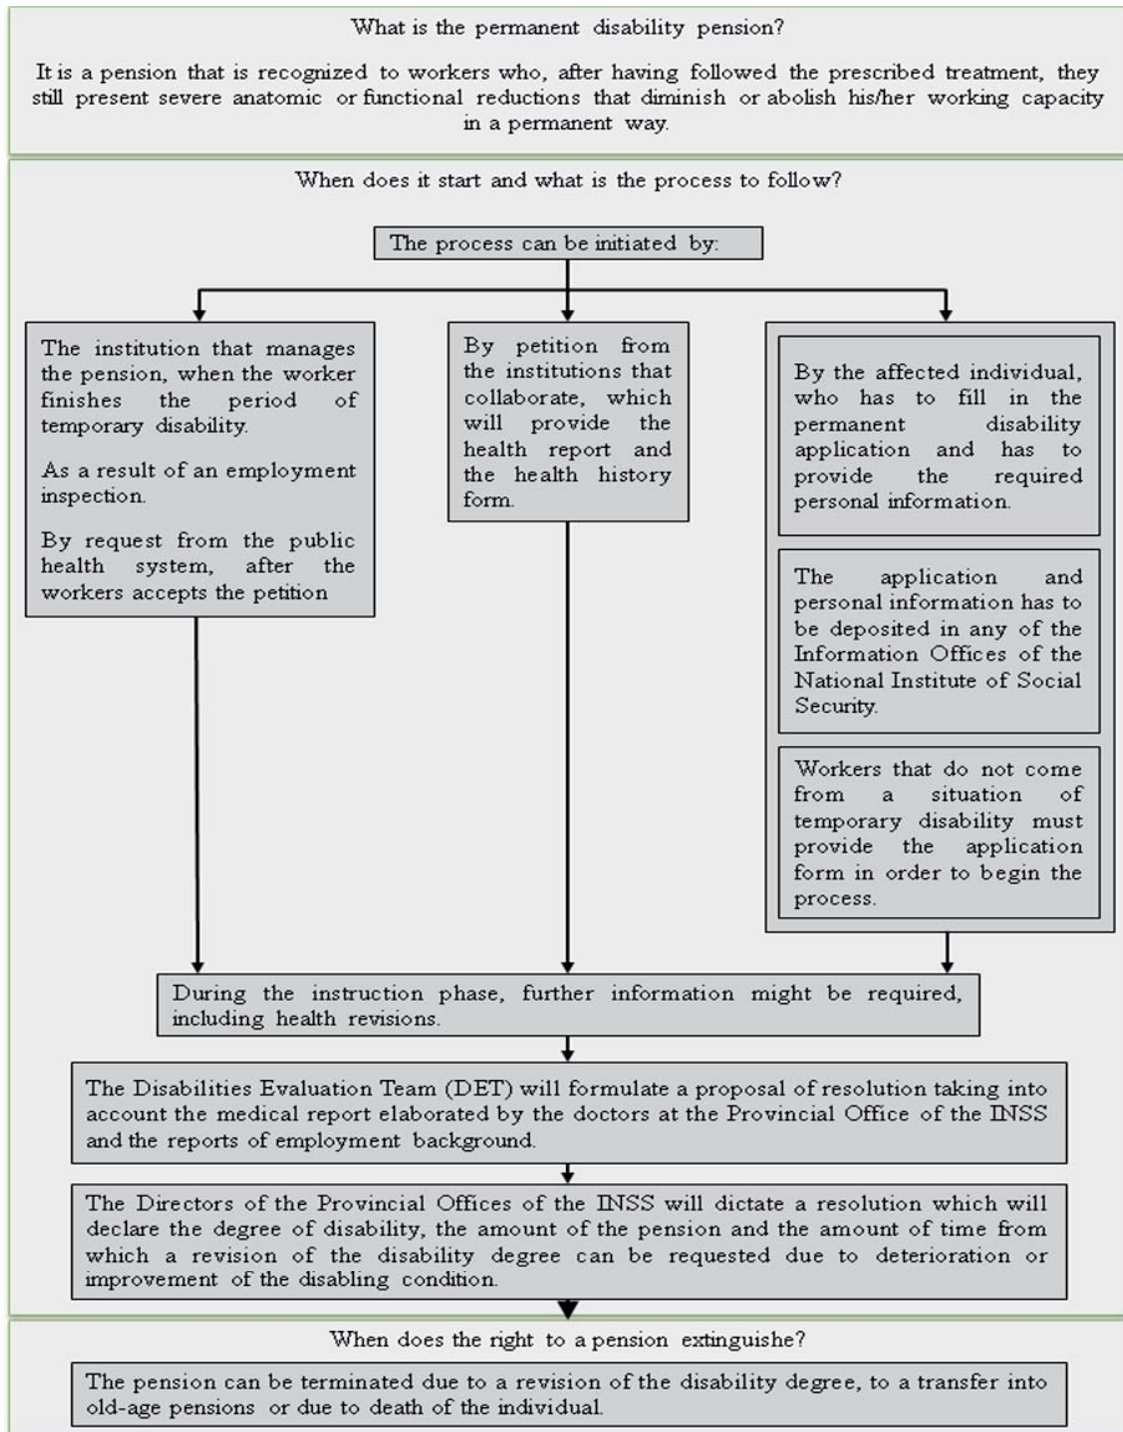 What is the permanent disability pension?
It is a pension that is recognized to workers who, after having followed the prescribed treatment, they
still present severe anatomic or functional reductions that diminish or abolish his/her working capacity
in a permanent way.
When does it start and what is the process to follow?
The process can be initiated by:
The institution that manages
the pension, when the worker
finishes the period of
temporary disability.
As a result of an employment
inspection.
By request from the public
health system, after the
workers accepts the petition
By petition from
the institutions that
collaborate, which
will provide the
health report and
the health history
form.
By the affected individual,
who has to fill in the
permanent disability
application and has to
provide the required
personal information.
The application and
personal information has to
be deposited in any of the
Information Offices of the
National Institute of Social
Security.
Workers that do not come
from a situation of
temporary disability must
provide the application
form in order to begin the
process.
During the instruction phase, further information might be required,
including health revisions.
The Disabilities Evaluation Team (DET) will formulate a proposal of resolution taking into
account the medical report elaborated by the doctors at the Provincial Office of the INSS
and the reports of employment background.
The Directors of the Provincial Offices of the INSS will dictate a resolution which will
declare the degree of disability, the amount of the pension and the amount of time from
which a revision of the disability degree can be requested due to deterioration or
improvement of the disabling condition.
When does the right to a pension extinguishe?
The pension can be terminated due to a revision of the disability degree, to a transfer into
old-age pensions or due to death of the individual.